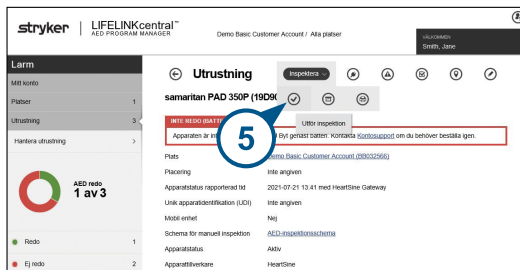 stryker
LIFELINKcentral™
AED PROGRAM MANAGER
Demo Basic Customer Account / Alla platser
VÄLKOMMEN
Smith, Jane
Larm
Mitt konto
Platser 1
Utrustning 3
Hantera utrustning
AED redo
1 av 3
Redo 1
Ej redo 2
Utrustning
Inspektera
samaritan PAD 350P (19D90
Utför inspektion
INTE REDO (BATT
Apparaten är in
Byt genast batteri. Kontakta Kontosupport om du behöver beställa igen.
5
Plats Demo Basic Customer Account (BB032566)
Placering Inte angiven
Apparatstatus rapporterad tid 2021-07-21 13:41 med HeartSine Gateway
Unik apparatidentifikation (UDI) Inte angiven
Mobil enhet Nej
Schema för manuell inspektion AED-inspektionsschema
Apparatstatus Aktiv
Apparattillverkare HeartSine